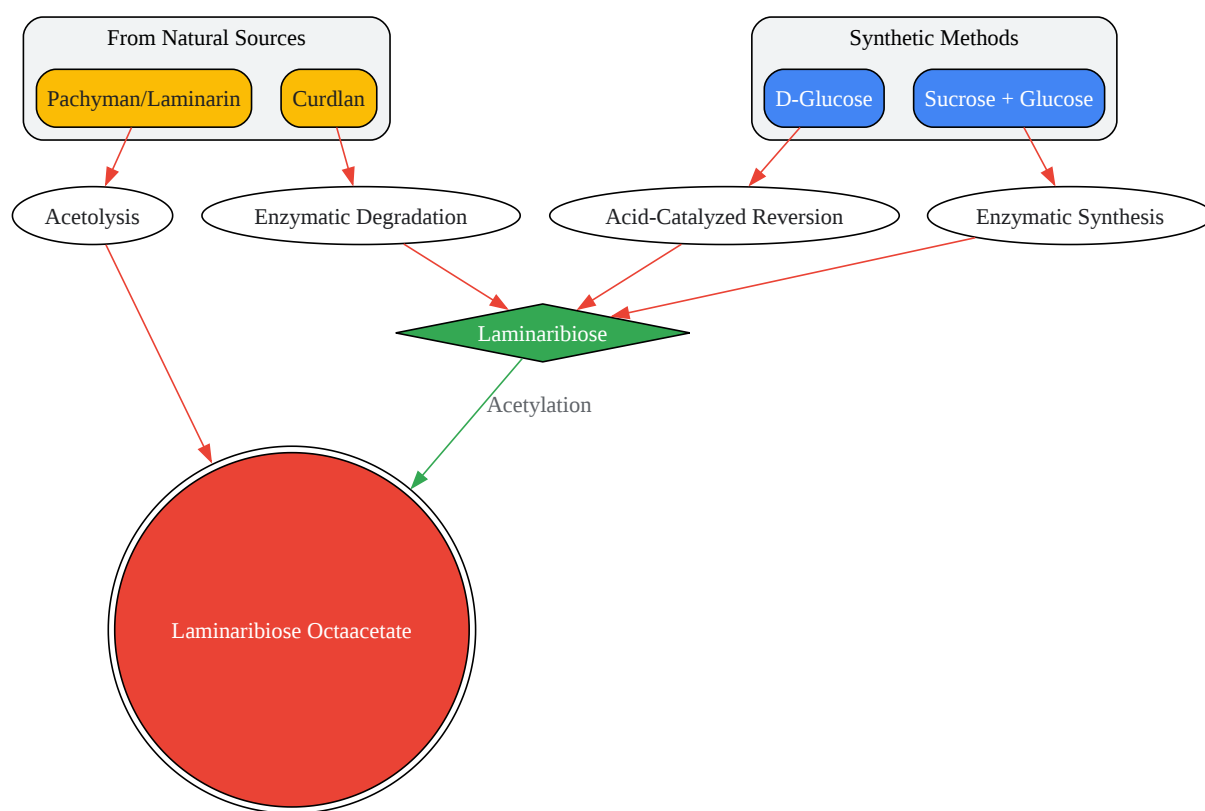 From Natural Sources
Synthetic Methods
Pachyman/Laminarin
Curdlan
D-Glucose
Sucrose + Glucose
Acetolysis
Enzymatic Degradation
Acid-Catalyzed Reversion
Enzymatic Synthesis
Laminaribiose
Acetylation
Laminaribiose Octaacetate